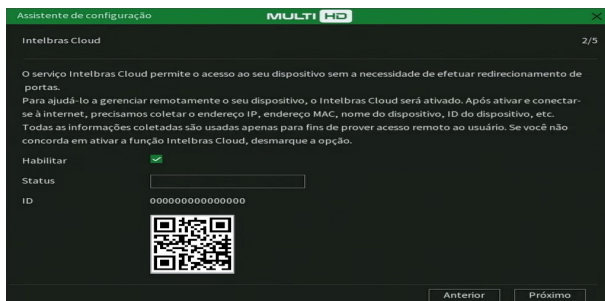 Assistente de configuração
MULTI HD
Intelbras Cloud
2/5
O serviço Intelbras Cloud permite o acesso ao seu dispositivo sem a necessidade de efetuar redirecionamento de
portas.
Para ajudá-lo a gerenciar remotamente o seu dispositivo, o Intelbras Cloud será ativado. Após ativar e conectar-
se à internet, precisamos coletar o endereço IP, endereço MAC, nome do dispositivo, ID do dispositivo, etc.
Todas as informações coletadas são usadas apenas para fins de prover acesso remoto ao usuário. Se você não
concorda em ativar a função Intelbras Cloud, desmarque a opção.
Habilitar
Status
ID 000000000000000
Anterior Próximo